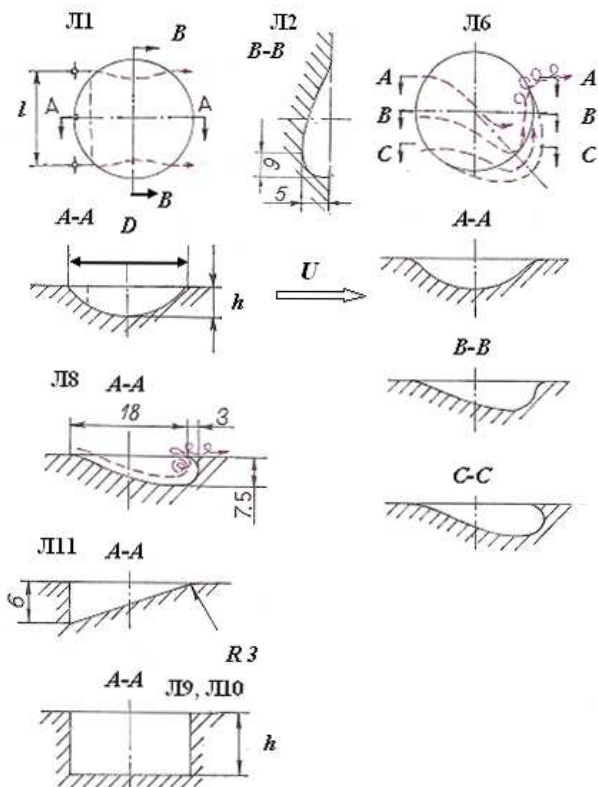 Л1
B
A A
l
B
Л2
B-B
9
5
Л6
A A
B B
C C
A-A
D
h
U
A-A
B-B
C-C
Л8 A-A
18 3
7.5
Л11 A-A
6
R 3
A-A
Л9, Л10
h